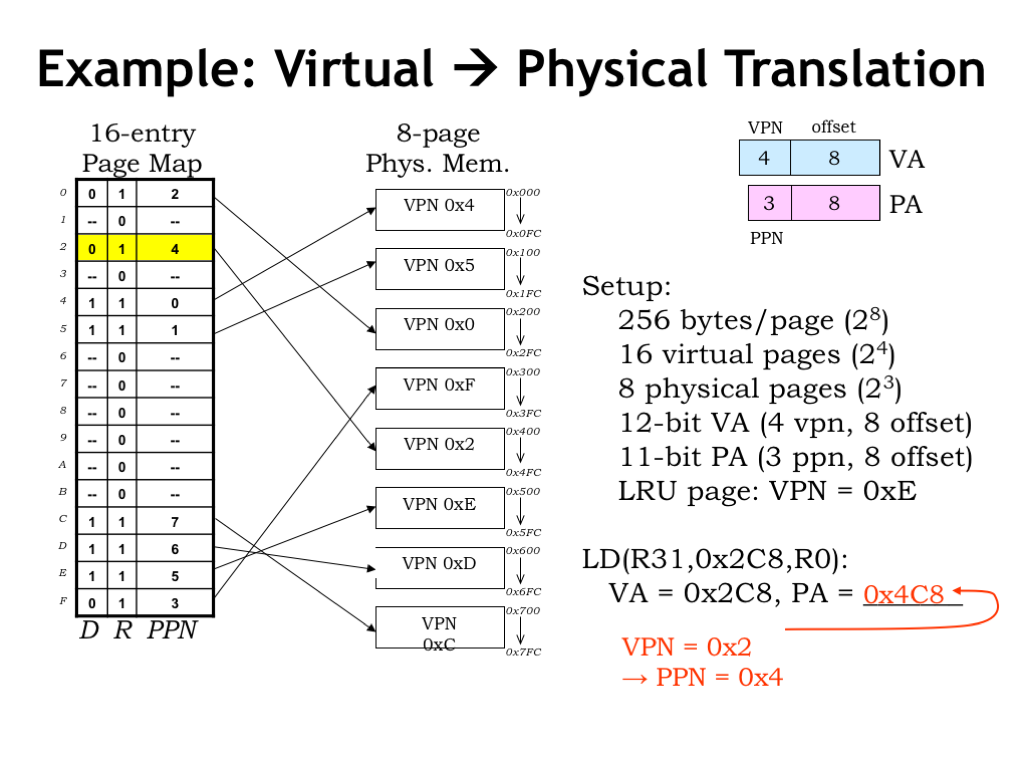 Example: Virtual → Physical Translation
16-entry
Page Map
0 0 1 2
1 -- 0 --
2 0 1 4
3 -- 0 --
4 1 1 0
5 1 1 1
6 -- 0 --
7 -- 0 --
8 -- 0 --
9 -- 0 --
A -- 0 --
B -- 0 --
C 1 1 7
D 1 1 6
E 1 1 5
F 0 1 3
D R PPN
8-page
Phys. Mem.
VPN 0x4
0x000
0x0FC
VPN 0x5
0x100
0x1FC
VPN 0x0
0x200
0x2FC
VPN 0xF
0x300
0x3FC
VPN 0x2
0x400
0x4FC
VPN 0xE
0x500
0x5FC
VPN 0xD
0x600
0x6FC
VPN
0xC
0x700
0x7FC
VPN offset
4 8 VA
3 8 PA
PPN
Setup:
256 bytes/page (2⁸)
16 virtual pages (2⁴)
8 physical pages (2³)
12-bit VA (4 vpn, 8 offset)
11-bit PA (3 ppn, 8 offset)
LRU page: VPN = 0xE
LD(R31,0x2C8,R0):
VA = 0x2C8, PA = 0x4C8
VPN = 0x2
→ PPN = 0x4